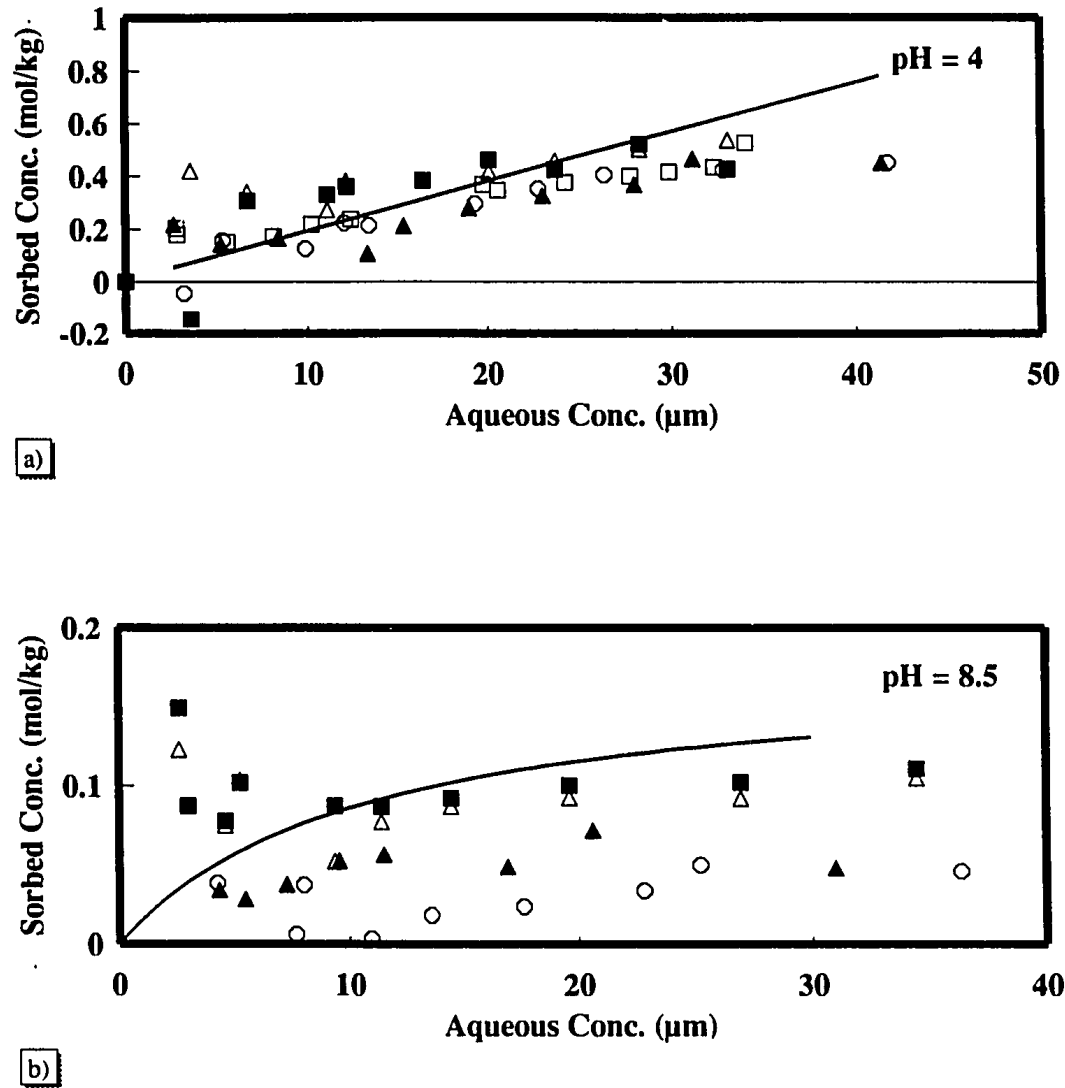 1
0.8
0.6
0.4
0.2
0
-0.2
Sorbed Conc. (mol/kg)
pH = 4
0 10 20 30 40 50
Aqueous Conc. (µm)
a)
0.2
0.1
0
Sorbed Conc. (mol/kg)
pH = 8.5
0 10 20 30 40
Aqueous Conc. (µm)
b)